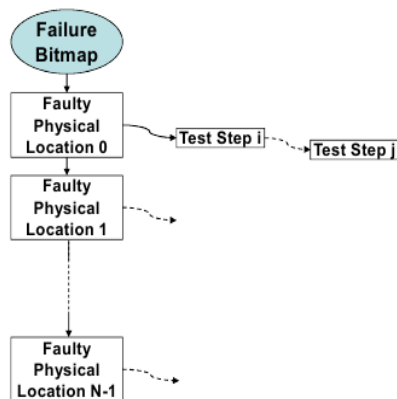 Failure
Bitmap
Faulty
Physical
Location 0
Test Step i
Test Step j
Faulty
Physical
Location 1
Faulty
Physical
Location N-1